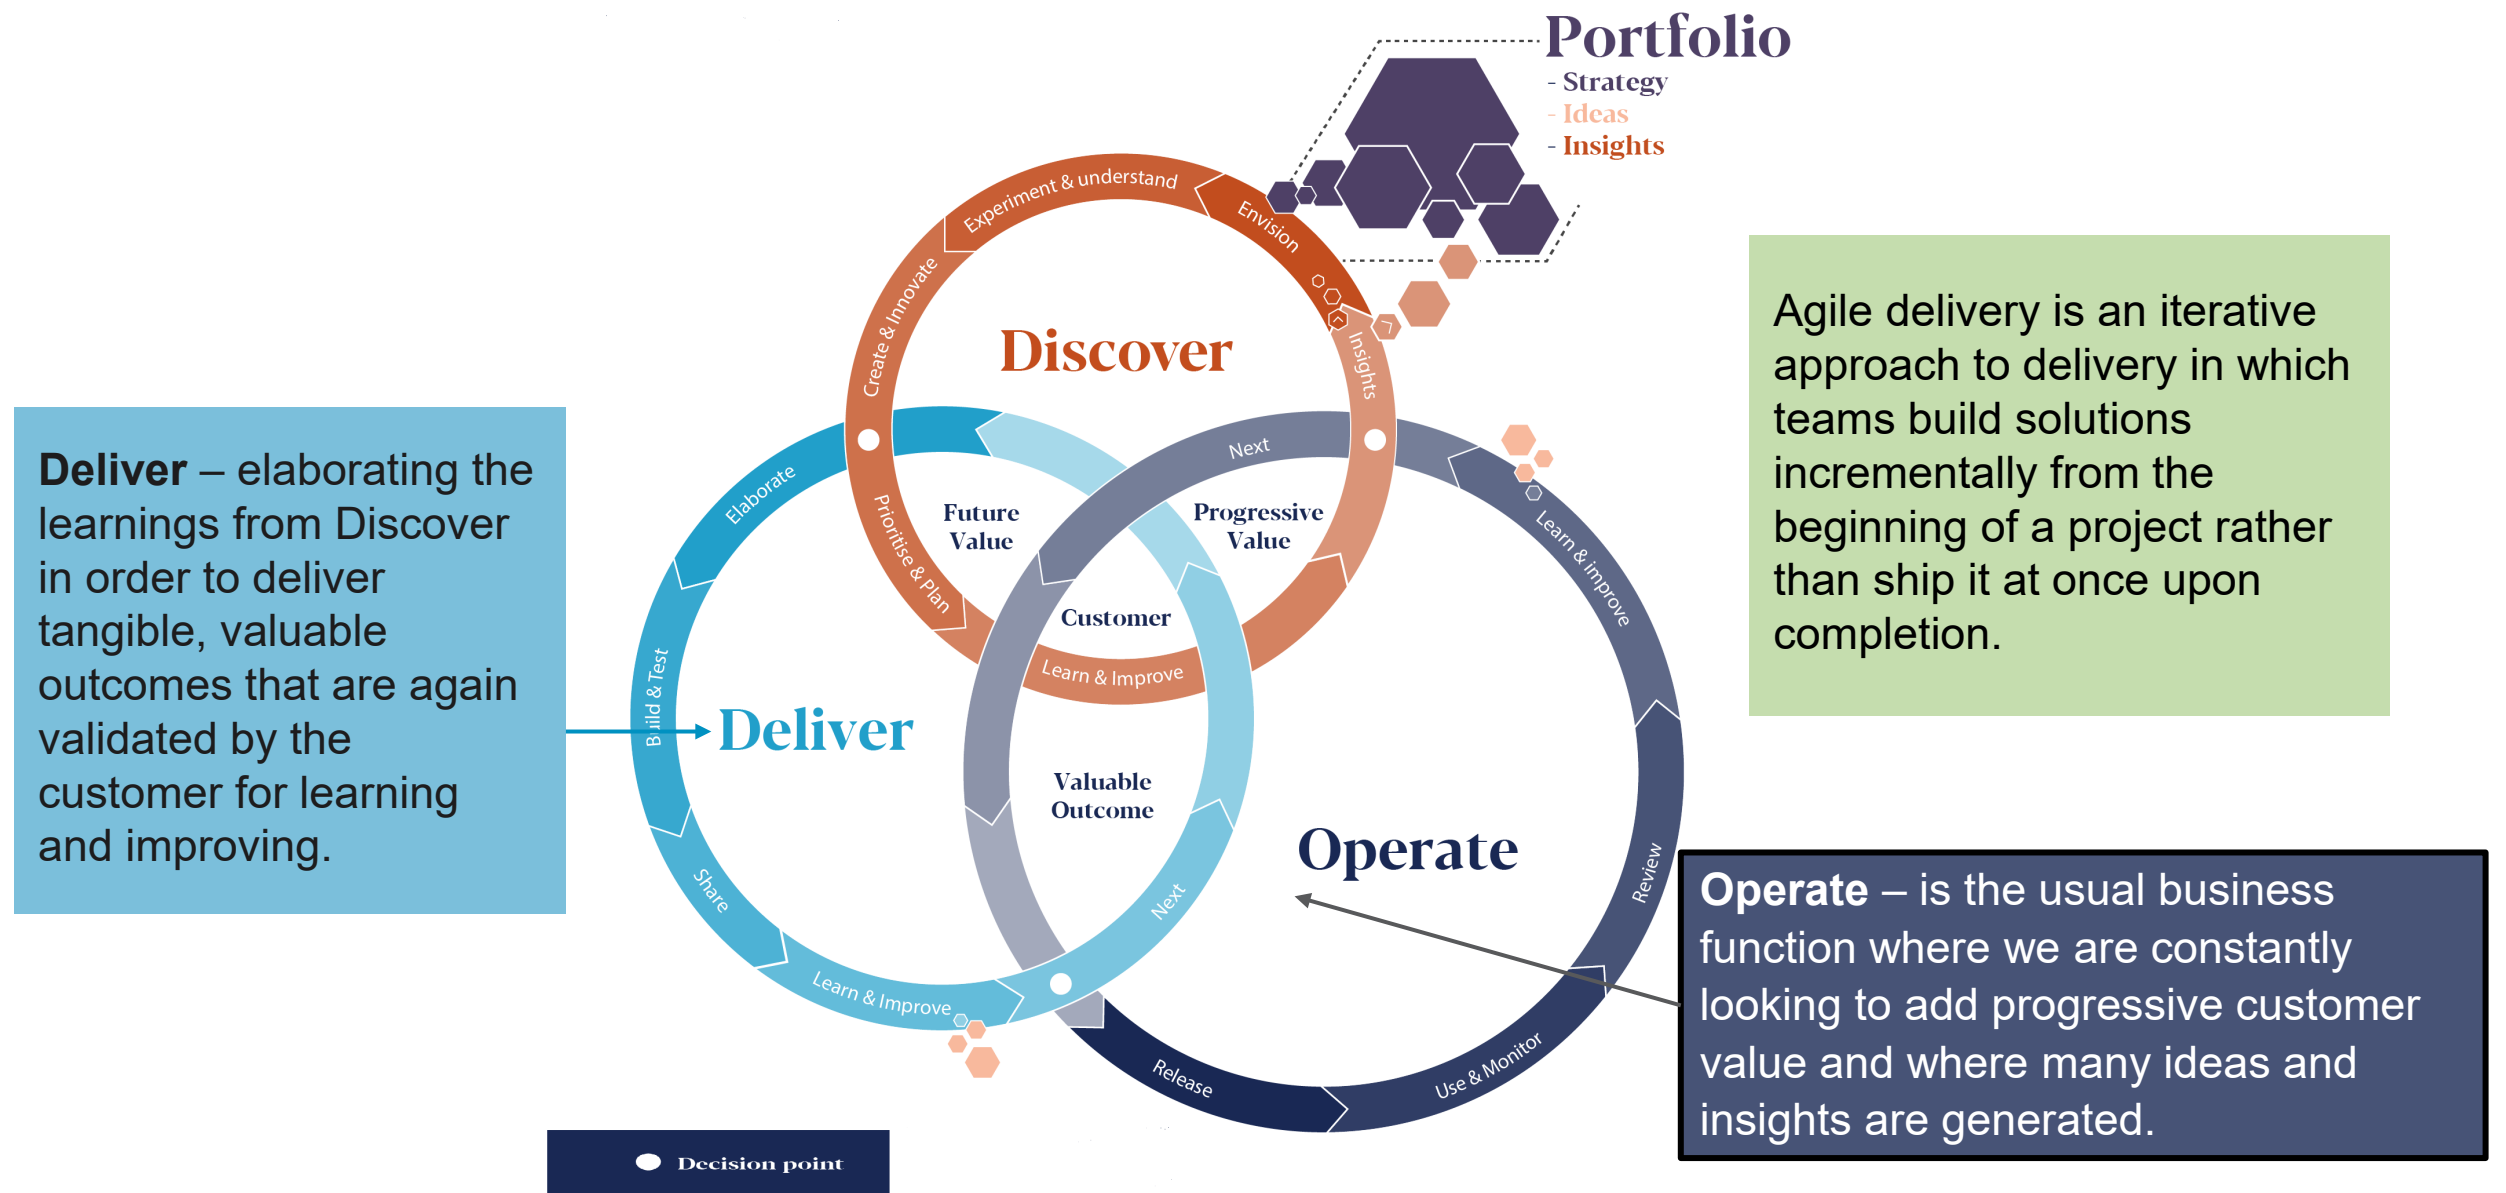 Portfolio
- Strategy
- Ideas
- Insights
Experiment & understand
Envision
Create & Innovate
Insights
Discover
Agile delivery is an iterative
approach to delivery in which
teams build solutions
incrementally from the
beginning of a project rather
than ship it at once upon
completion.
Deliver – elaborating the
learnings from Discover
in order to deliver
tangible, valuable
outcomes that are again
validated by the
customer for learning
and improving.
Elaborate
Prioritise & Plan
Next
Future
Value
Progressive
Value
Learn & improve
Customer
Learn & Improve
Build & Test
Deliver
Valuable
Outcome
Operate
Share
Next
Review
Learn & Improve
Release
Use & Monitor
Operate – is the usual business
function where we are constantly
looking to add progressive customer
value and where many ideas and
insights are generated.
Decision point